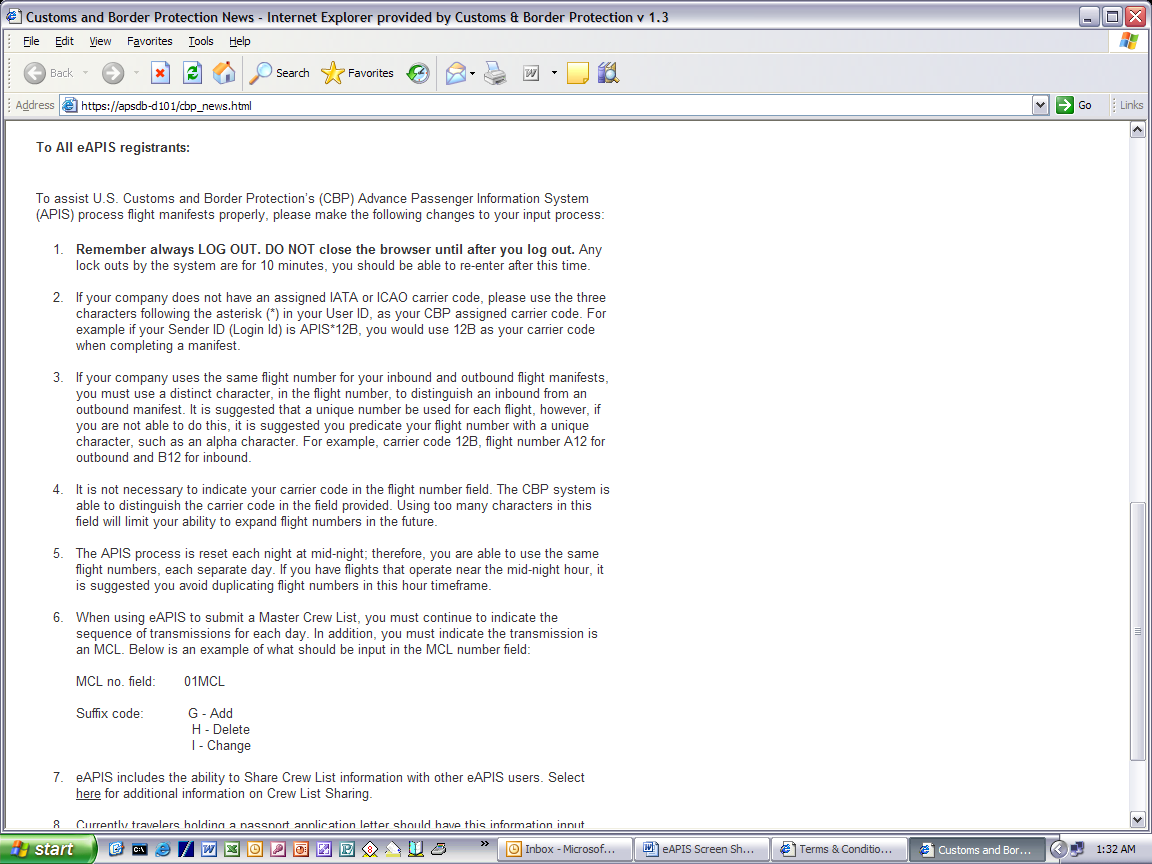 Customs and Border Protection News - Internet Explorer provided by Customs & Border Protection v 1.3
File Edit View Favorites Tools Help
Back Search Favorites
Address https://apsdb-d101/cbp_news.html Go Links
To All eAPIS registrants:
To assist U.S. Customs and Border Protection's (CBP) Advance Passenger Information System
(APIS) process flight manifests properly, please make the following changes to your input process:
1. Remember always LOG OUT. DO NOT close the browser until after you log out. Any
lock outs by the system are for 10 minutes, you should be able to re-enter after this time.
2. If your company does not have an assigned IATA or ICAO carrier code, please use the three
characters following the asterisk (*) in your User ID, as your CBP assigned carrier code. For
example if your Sender ID (Login Id) is APIS*12B, you would use 12B as your carrier code
when completing a manifest.
3. If your company uses the same flight number for your inbound and outbound flight manifests,
you must use a distinct character, in the flight number, to distinguish an inbound from an
outbound manifest. It is suggested that a unique number be used for each flight, however, if
you are not able to do this, it is suggested you predicate your flight number with a unique
character, such as an alpha character. For example, carrier code 12B, flight number A12 for
outbound and B12 for inbound.
4. It is not necessary to indicate your carrier code in the flight number field. The CBP system is
able to distinguish the carrier code in the field provided. Using too many characters in this
field will limit your ability to expand flight numbers in the future.
5. The APIS process is reset each night at mid-night; therefore, you are able to use the same
flight numbers, each separate day. If you have flights that operate near the mid-night hour, it
is suggested you avoid duplicating flight numbers in this hour timeframe.
6. When using eAPIS to submit a Master Crew List, you must continue to indicate the
sequence of transmissions for each day. In addition, you must indicate the transmission is
an MCL. Below is an example of what should be input in the MCL number field:
MCL no. field: 01MCL
Suffix code: G - Add
H - Delete
I - Change
7. eAPIS includes the ability to Share Crew List information with other eAPIS users. Select
here for additional information on Crew List Sharing.
8. Currently travelers holding a passport application letter should have this information input
start Inbox - Microsof... eAPIS Screen Sh... Terms & Conditio... Customs and Bor... 1:32 AM